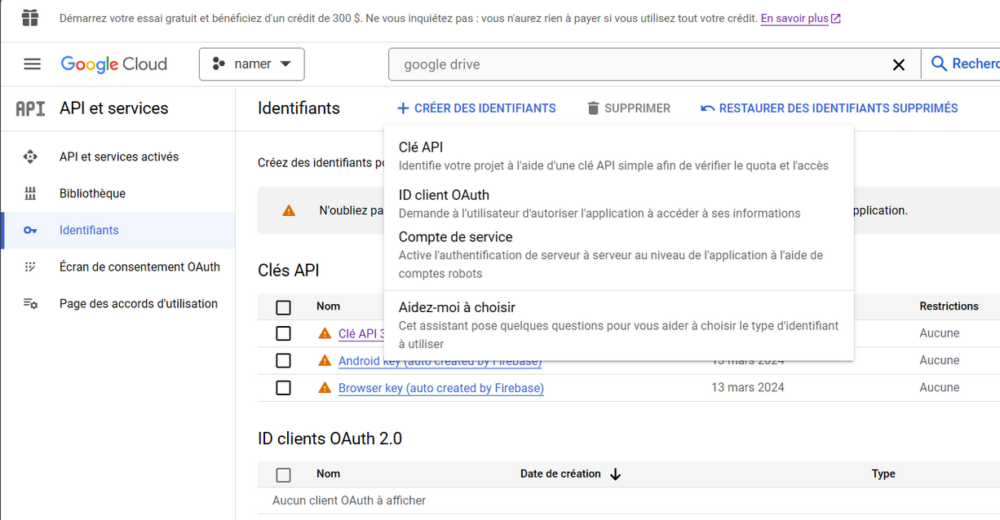 Démarrez votre essai gratuit et bénéficiez d'un crédit de 300 $. Ne vous inquiétez pas : vous n'aurez rien à payer si vous utilisez tout votre crédit. En savoir plus
Google Cloud
namer
google drive
API
API et services
Identifiants
CRÉER DES IDENTIFIANTS
SUPPRIMER
RESTAURER DES IDENTIFIANTS SUPPRIMÉS
API et services activés
Bibliothèque
Identifiants
Écran de consentement OAuth
Page des accords d'utilisation
Créez des identifiants
N'oubliez
Clé API
Identifie votre projet à l'aide d'une clé API simple afin de vérifier le quota et l'accès
ID client OAuth
Demande à l'utilisateur d'autoriser l'application à accéder à ses informations
Compte de service
Active l'authentification de serveur à serveur au niveau de l'application à l'aide de
comptes robots
Aidez-moi à choisir
Cet assistant pose quelques questions pour vous aider à choisir le type d'identifiant
à utiliser
Clés API
Nom
Restrictions
Clé API 3
Aucune
Android key (auto created by Firebase)
13 mars 2024
Aucune
Browser key (auto created by Firebase)
13 mars 2024
Aucune
ID clients OAuth 2.0
Nom
Date de création
Type
Aucun client OAuth à afficher